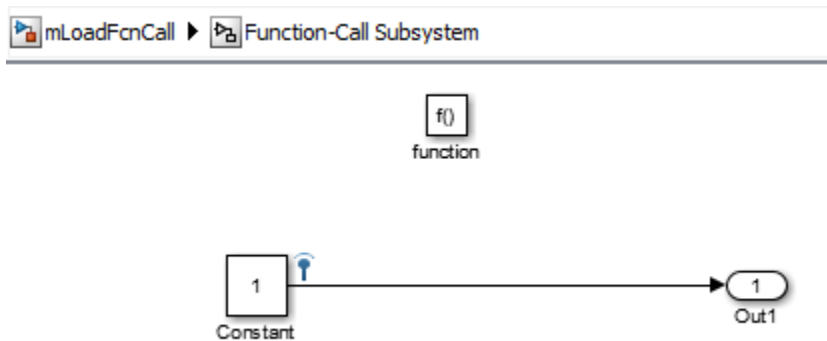 mLoadFcnCall ▶ Function-Call Subsystem
f()
function
1
Constant
1
Out1